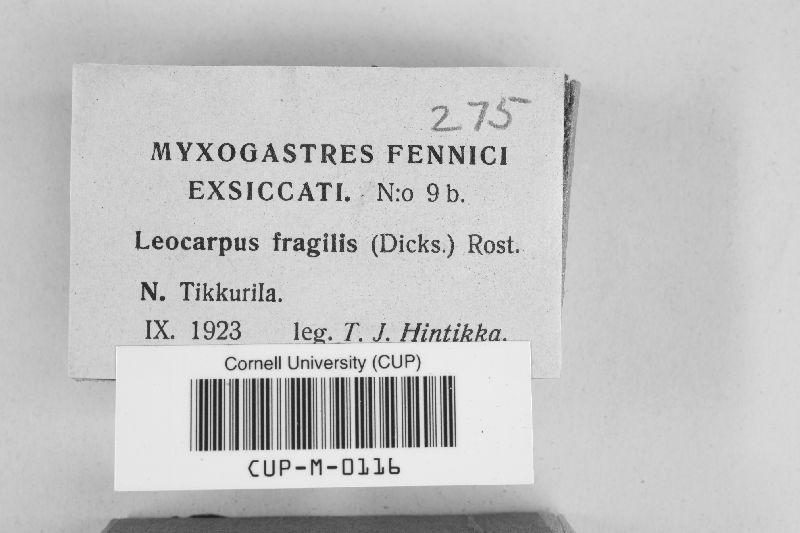 275
MYXOGASTRES FENNICI
EXSICCATI. N:o 9 b.
Leocarpus fragilis (Dicks.) Rost.
N. Tikkurila.
IX. 1923 leg. T. J. Hintikka.
Cornell University (CUP)
CUP-M-0116